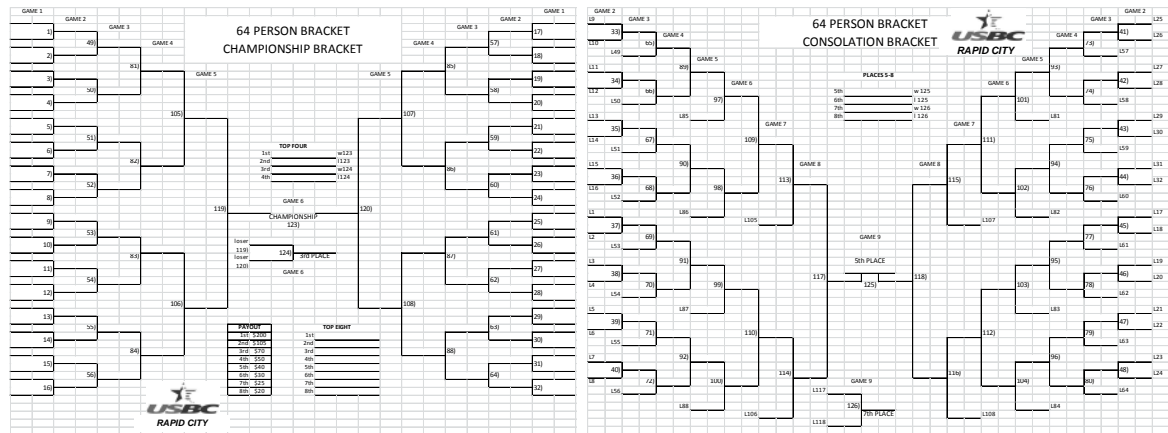 GAME 1
GAME 2
GAME 3
GAME 4
GAME 5
64 PERSON BRACKET
CHAMPIONSHIP BRACKET
GAME 5
GAME 4
GAME 3
GAME 2
GAME 1
1)
2)
3)
4)
5)
6)
7)
8)
9)
10)
11)
12)
13)
14)
15)
16)
49)
50)
51)
52)
53)
54)
55)
56)
81)
82)
83)
84)
105)
106)
119)
TOP FOUR
1st w123
2nd l123
3rd w124
4th l124
GAME 6
CHAMPIONSHIP
123)
loser
119)
loser
120)
124)
3rd PLACE
GAME 6
PAYOUT
1st $200
2nd $105
3rd $70
4th $50
5th $40
6th $30
7th $25
8th $20
TOP EIGHT
1st
2nd
3rd
4th
5th
6th
7th
8th
120)
107)
108)
85)
86)
87)
88)
57)
58)
59)
60)
61)
62)
63)
64)
17)
18)
19)
20)
21)
22)
23)
24)
25)
26)
27)
28)
29)
30)
31)
32)
USBC
RAPID CITY
GAME 2
GAME 3
GAME 4
GAME 5
GAME 6
GAME 7
GAME 8
64 PERSON BRACKET
CONSOLATION BRACKET
USBC
RAPID CITY
GAME 8
GAME 7
GAME 6
GAME 5
GAME 4
GAME 3
GAME 2
L9
L10
L11
L12
L13
L14
L15
L16
L1
L2
L3
L4
L5
L6
L7
L8
33)
34)
35)
36)
37)
38)
39)
40)
L49
L50
L51
L52
L53
L54
L55
L56
65)
66)
67)
68)
69)
70)
71)
72)
89)
90)
91)
92)
L85
L86
L87
L88
97)
98)
99)
100)
109)
110)
L105
L106
113)
114)
117)
PLACES 5-8
5th w 125
6th l 125
7th w 126
8th l 126
GAME 9
5th PLACE
125)
GAME 9
L117
126)
7th PLACE
L118
118)
115)
116)
111)
112)
L107
L108
101)
102)
103)
104)
L81
L82
L83
L84
93)
94)
95)
96)
73)
74)
75)
76)
77)
78)
79)
80)
L57
L58
L59
L60
L61
L62
L63
L64
41)
42)
43)
44)
45)
46)
47)
48)
L25
L26
L27
L28
L29
L30
L31
L32
L17
L18
L19
L20
L21
L22
L23
L24